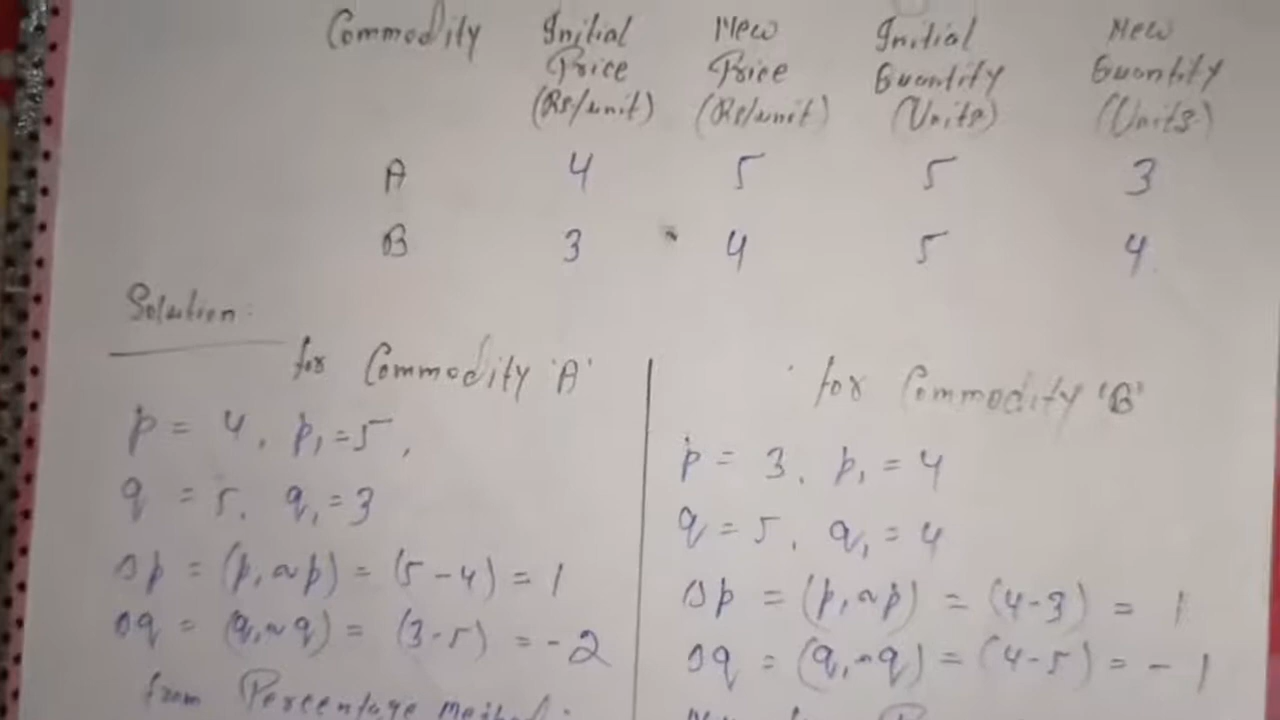 Commodity Initial Price (Rs/unit) New Price (Rs/unit) Initial Quantity (Units) New Quantity (Units)
A 4 5 5 3
B 3 4 5 4
Solution:
for Commodity 'A'
p = 4, p₁ = 5,
q = 5, q₁ = 3
Δp = (p₁ ~ p) = (5 - 4) = 1
Δq = (q₁ ~ q) = (3 - 5) = - 2
from Percentage Method:
for Commodity 'B'
p = 3, p₁ = 4
q = 5, q₁ = 4
Δp = (p₁ ~ p) = (4 - 3) = 1
Δq = (q₁ ~ q) = (4 - 5) = - 1